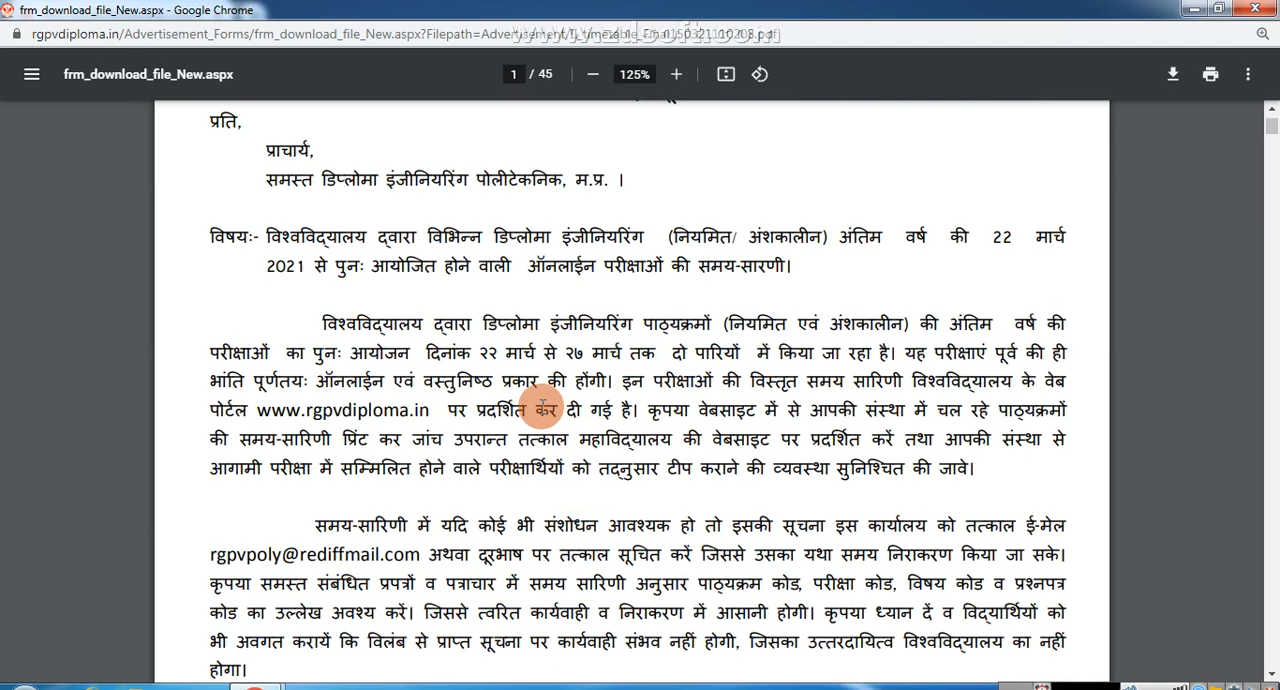 frm_download_file_New.aspx - Google Chrome
rgpvdiploma.in/Advertisement_Forms/frm_download_file_New.aspx?Filepath=Advertisement/
www.vzdsoft.com
frm_download_file_New.aspx
1 / 45
125%
प्रति,
प्राचार्य,
समस्त डिप्लोमा इंजीनियरिंग पोलीटेकनिक, म.प्र. ।
विषयः- विश्वविद्यालय द्वारा विभिन्न डिप्लोमा इंजीनियरिंग (नियमित/ अंशकालीन) अंतिम वर्ष की 22 मार्च
2021 से पुनः आयोजित होने वाली ऑनलाईन परीक्षाओं की समय-सारणी।
विश्वविद्यालय द्वारा डिप्लोमा इंजीनियरिंग पाठ्यक्रमों (नियमित एवं अंशकालीन) की अंतिम वर्ष की
परीक्षाओं का पुनः आयोजन दिनांक २२ मार्च से २७ मार्च तक दो पारियों में किया जा रहा है। यह परीक्षाएं पूर्व की ही
भांति पूर्णतयः ऑनलाईन एवं वस्तुनिष्ठ प्रकार की होंगी। इन परीक्षाओं की विस्तृत समय सारिणी विश्वविद्यालय के वेब
पोर्टल www.rgpvdiploma.in पर प्रदर्शित कर दी गई है। कृपया वेबसाइट में से आपकी संस्था में चल रहे पाठ्यक्रमों
की समय-सारिणी प्रिंट कर जांच उपरान्त तत्काल महाविद्यालय की वेबसाइट पर प्रदर्शित करें तथा आपकी संस्था से
आगामी परीक्षा में सम्मिलित होने वाले परीक्षार्थियों को तद्नुसार टीप कराने की व्यवस्था सुनिश्चित की जावे।
समय-सारिणी में यदि कोई भी संशोधन आवश्यक हो तो इसकी सूचना इस कार्यालय को तत्काल ई-मेल
rgpvpoly@rediffmail.com अथवा दूरभाष पर तत्काल सूचित करें जिससे उसका यथा समय निराकरण किया जा सके।
कृपया समस्त संबंधित प्रपत्रों व पत्राचार में समय सारिणी अनुसार पाठ्यक्रम कोड, परीक्षा कोड, विषय कोड व प्रश्नपत्र
कोड का उल्लेख अवश्य करें। जिससे त्वरित कार्यवाही व निराकरण में आसानी होगी। कृपया ध्यान दें व विद्यार्थियों को
भी अवगत करायें कि विलंब से प्राप्त सूचना पर कार्यवाही संभव नहीं होगी, जिसका उत्तरदायित्व विश्वविद्यालय का नहीं
होगा।